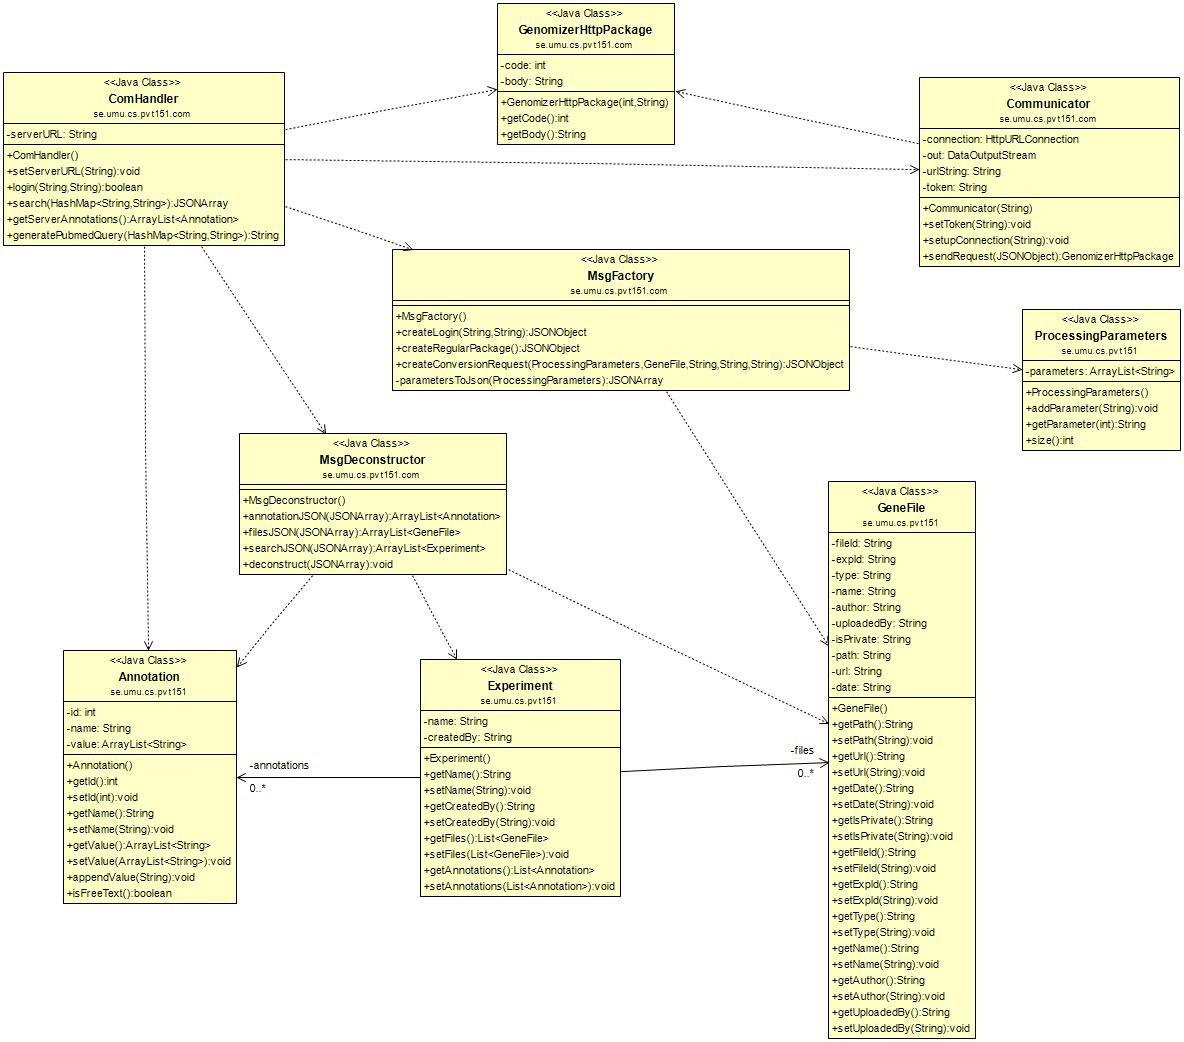 <<Java Class>>
GenomizerHttpPackage
se.umu.cs.pvt151.com
-code: int
-body: String
+GenomizerHttpPackage(int,String)
+getCode():int
+getBody():String
<<Java Class>>
ComHandler
se.umu.cs.pvt151.com
-serverURL: String
+ComHandler()
+setServerURL(String):void
+login(String,String):boolean
+search(HashMap<String,String>):JSONArray
+getServerAnnotations():ArrayList<Annotation>
+generatePubmedQuery(HashMap<String,String>):String
<<Java Class>>
Communicator
se.umu.cs.pvt151.com
-connection: HttpURLConnection
-out: DataOutputStream
-urlString: String
-token: String
+Communicator(String)
+setToken(String):void
+setupConnection(String):void
+sendRequest(JSONObject):GenomizerHttpPackage
<<Java Class>>
MsgFactory
se.umu.cs.pvt151.com
+MsgFactory()
+createLogin(String,String):JSONObject
+createRegularPackage():JSONObject
+createConversionRequest(ProcessingParameters,GeneFile,String,String,String):JSONObject
-parametersToJson(ProcessingParameters):JSONArray
<<Java Class>>
ProcessingParameters
se.umu.cs.pvt151
-parameters: ArrayList<String>
+ProcessingParameters()
+addParameter(String):void
+getParameter(int):String
+size():int
<<Java Class>>
MsgDeconstructor
se.umu.cs.pvt151.com
+MsgDeconstructor()
+annotationJSON(JSONArray):ArrayList<Annotation>
+filesJSON(JSONArray):ArrayList<GeneFile>
+searchJSON(JSONArray):ArrayList<Experiment>
+deconstruct(JSONArray):void
<<Java Class>>
GeneFile
se.umu.cs.pvt151
-fileId: String
-expId: String
-type: String
-name: String
-author: String
-uploadedBy: String
-isPrivate: String
-path: String
-url: String
-date: String
+GeneFile()
+getPath():String
+setPath(String):void
+getUrl():String
+setUrl(String):void
+getDate():String
+setDate(String):void
+getIsPrivate():String
+setIsPrivate(String):void
+getFileId():String
+setFileId(String):void
+getExpId():String
+setExpId(String):void
+getType():String
+setType(String):void
+getName():String
+setName(String):void
+getAuthor():String
+setAuthor(String):void
+getUploadedBy():String
+setUploadedBy(String):void
<<Java Class>>
Annotation
se.umu.cs.pvt151
-id: int
-name: String
-value: ArrayList<String>
+Annotation()
+getId():int
+setId(int):void
+getName():String
+setName(String):void
+getValue():ArrayList<String>
+setValue(ArrayList<String>):void
+appendValue(String):void
+isFreeText():boolean
-annotations
0..*
<<Java Class>>
Experiment
se.umu.cs.pvt151
-name: String
-createdBy: String
+Experiment()
+getName():String
+setName(String):void
+getCreatedBy():String
+setCreatedBy(String):void
+getFiles():List<GeneFile>
+setFiles(List<GeneFile>):void
+getAnnotations():List<Annotation>
+setAnnotations(List<Annotation>):void
-files
0..*